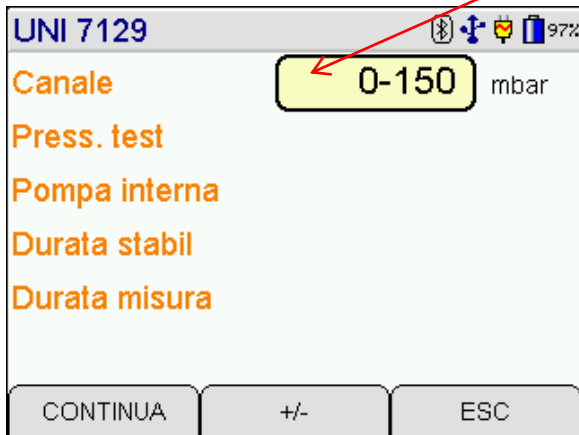 UNI 7129 97%
Canale 0-150 mbar
Press. test
Pompa interna
Durata stabil
Durata misura
CONTINUA +/- ESC